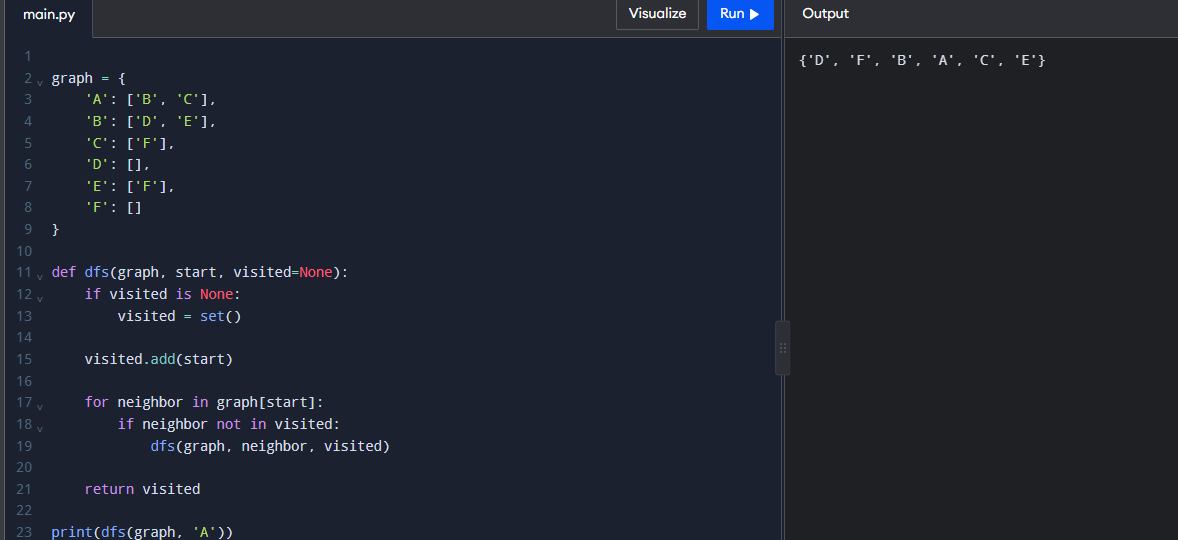 main.py
Visualize
Run
Output
1
2 graph = {
3     'A': ['B', 'C'],
4     'B': ['D', 'E'],
5     'C': ['F'],
6     'D': [],
7     'E': ['F'],
8     'F': []
9 }
10
11 def dfs(graph, start, visited=None):
12     if visited is None:
13         visited = set()
14
15     visited.add(start)
16
17     for neighbor in graph[start]:
18         if neighbor not in visited:
19             dfs(graph, neighbor, visited)
20
21     return visited
22
23 print(dfs(graph, 'A'))
{'D', 'F', 'B', 'A', 'C', 'E'}